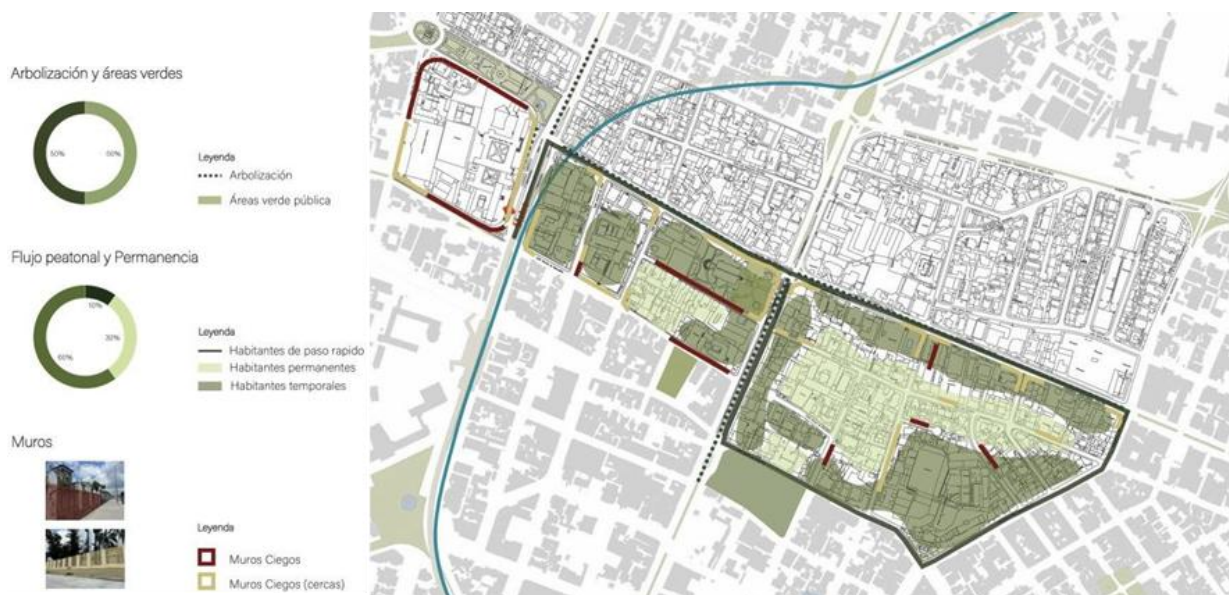 Arbolización y áreas verdes
50%
50%
Leyenda
Arbolización
Áreas verde pública
Flujo peatonal y Permanencia
10%
30%
60%
Leyenda
Habitantes de paso rapido
Habitantes permanentes
Habitantes temporales
Muros
Leyenda
Muros Ciegos
Muros Ciegos (cercas)